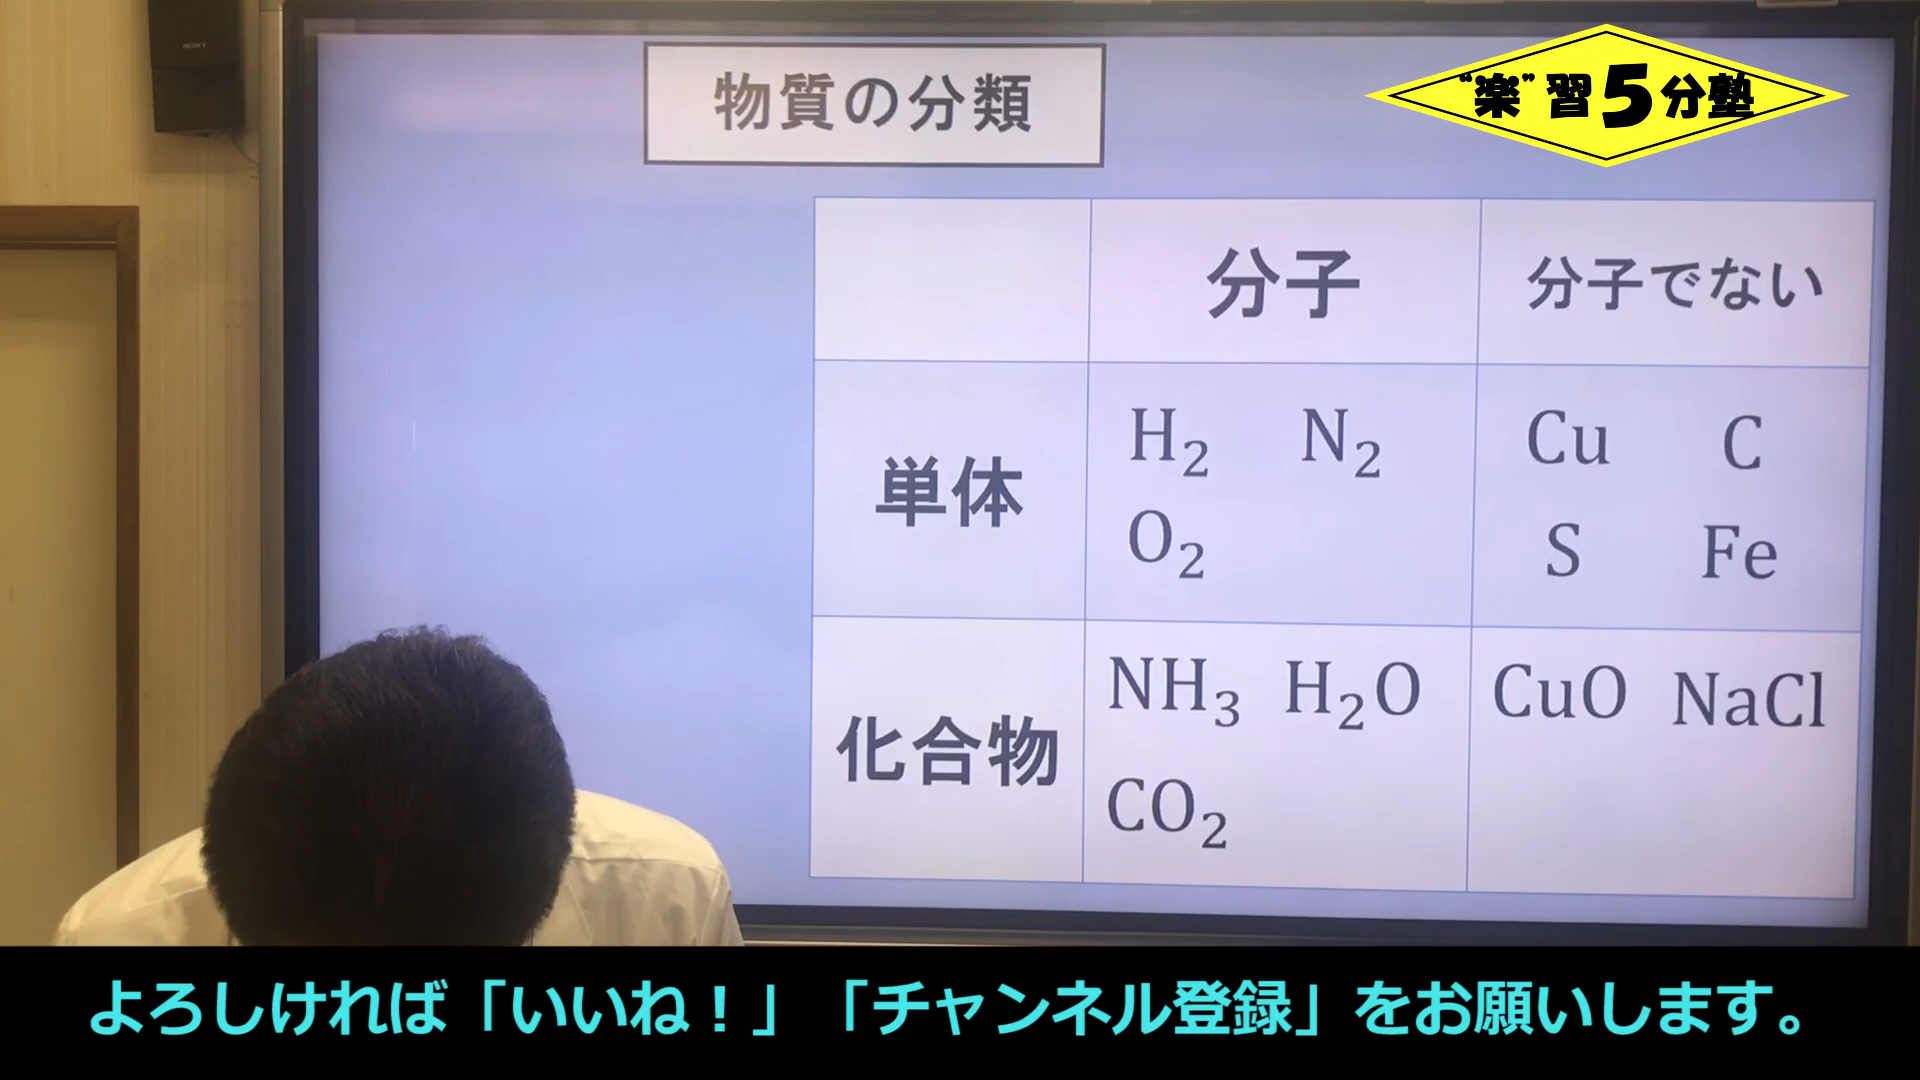 SONY
物質の分類
“楽”習5分塾
分子 分子でない
単体 H₂ N₂ Cu C
O₂ S Fe
化合物 NH₃ H₂O CuO NaCl
CO₂
よろしければ「いいね！」「チャンネル登録」をお願いします。